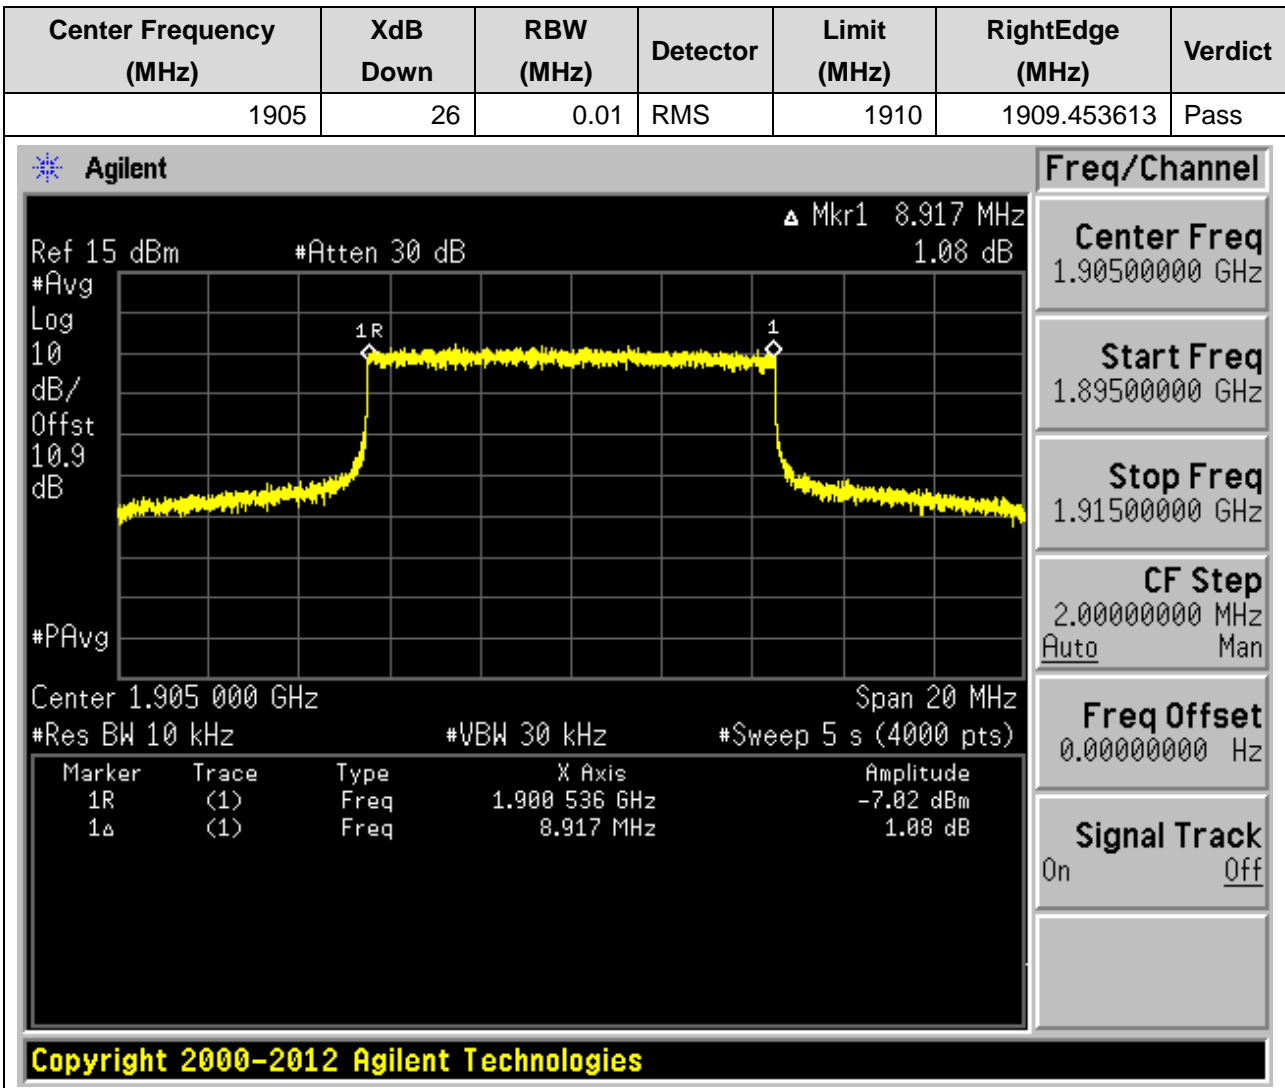 Center Frequency (MHz) XdB Down RBW (MHz) Detector Limit (MHz) RightEdge (MHz) Verdict
1905 26 0.01 RMS 1910 1909.453613 Pass
Agilent
Freq/Channel
Δ Mkr1 8.917 MHz
Ref 15 dBm #Atten 30 dB 1.08 dB
#Avg
Log
10
dB/
Offst
10.9
dB
1R
1
#PAvg
Center 1.905 000 GHz Span 20 MHz
#Res BW 10 kHz #VBW 30 kHz #Sweep 5 s (4000 pts)
Marker Trace Type X Axis Amplitude
1R (1) Freq 1.900 536 GHz -7.02 dBm
1Δ (1) Freq 8.917 MHz 1.08 dB
Center Freq
1.90500000 GHz
Start Freq
1.89500000 GHz
Stop Freq
1.91500000 GHz
CF Step
2.00000000 MHz
Auto Man
Freq Offset
0.00000000 Hz
Signal Track
On Off
Copyright 2000-2012 Agilent Technologies